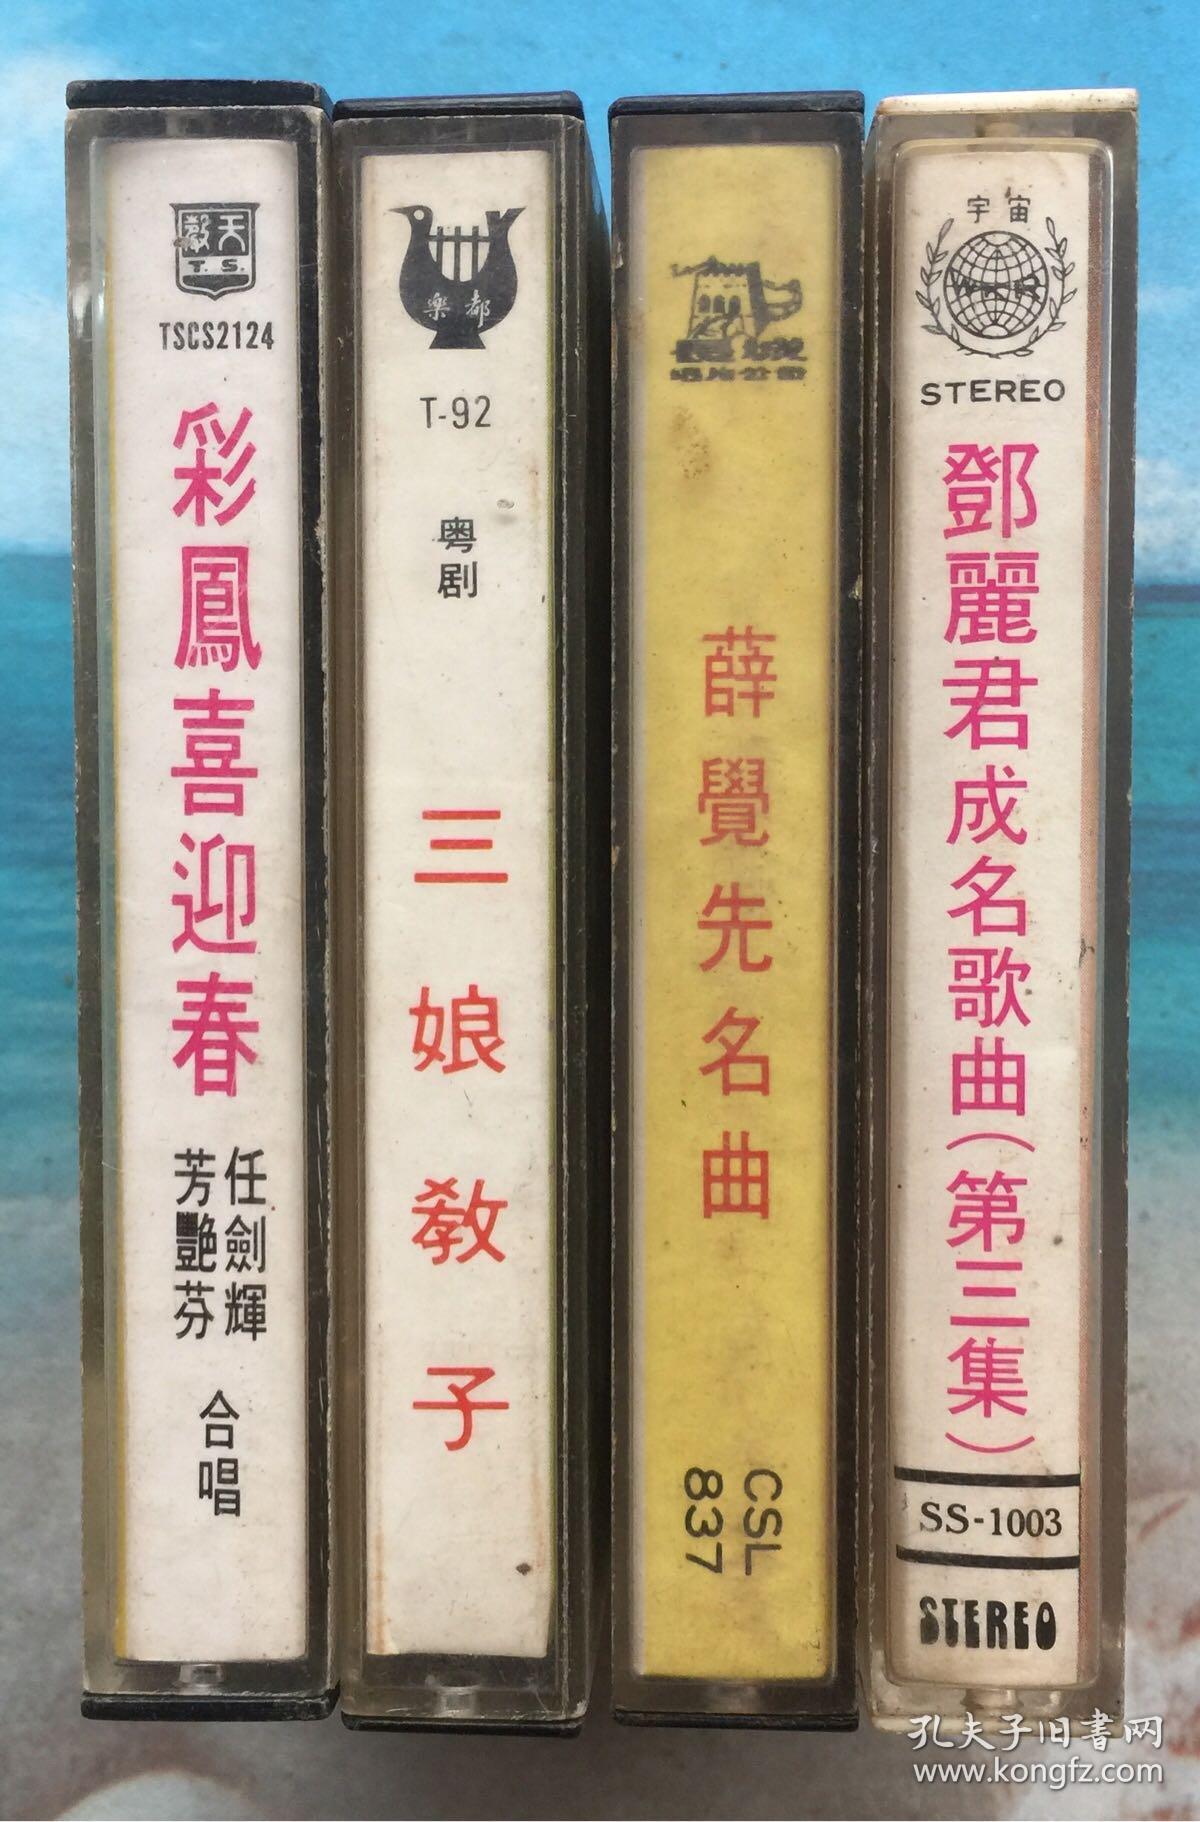 天聲
T. S.
TSCS2124
彩鳳喜迎春
任劍輝
芳艷芬
合唱
樂都
T-92
粤剧
三娘教子
長城
唱片公司
薛覺先名曲
CSL
837
宇宙
STEREO
鄧麗君成名歌曲(第三集)
SS-1003
STEREO
孔夫子旧書网
www.kongfz.com